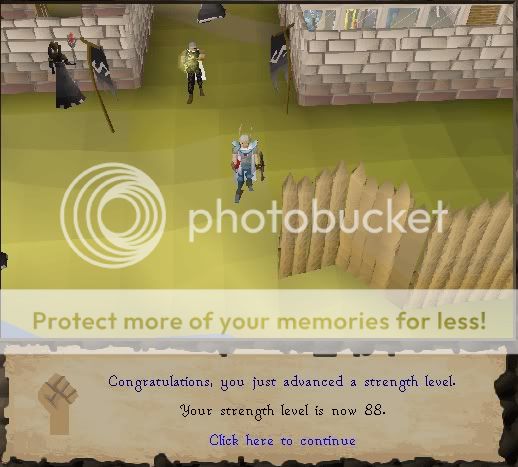 photobucket
Protect more of your memories for less!
Congratulations, you just advanced a strength level.
Your strength level is now 88.
Click here to continue